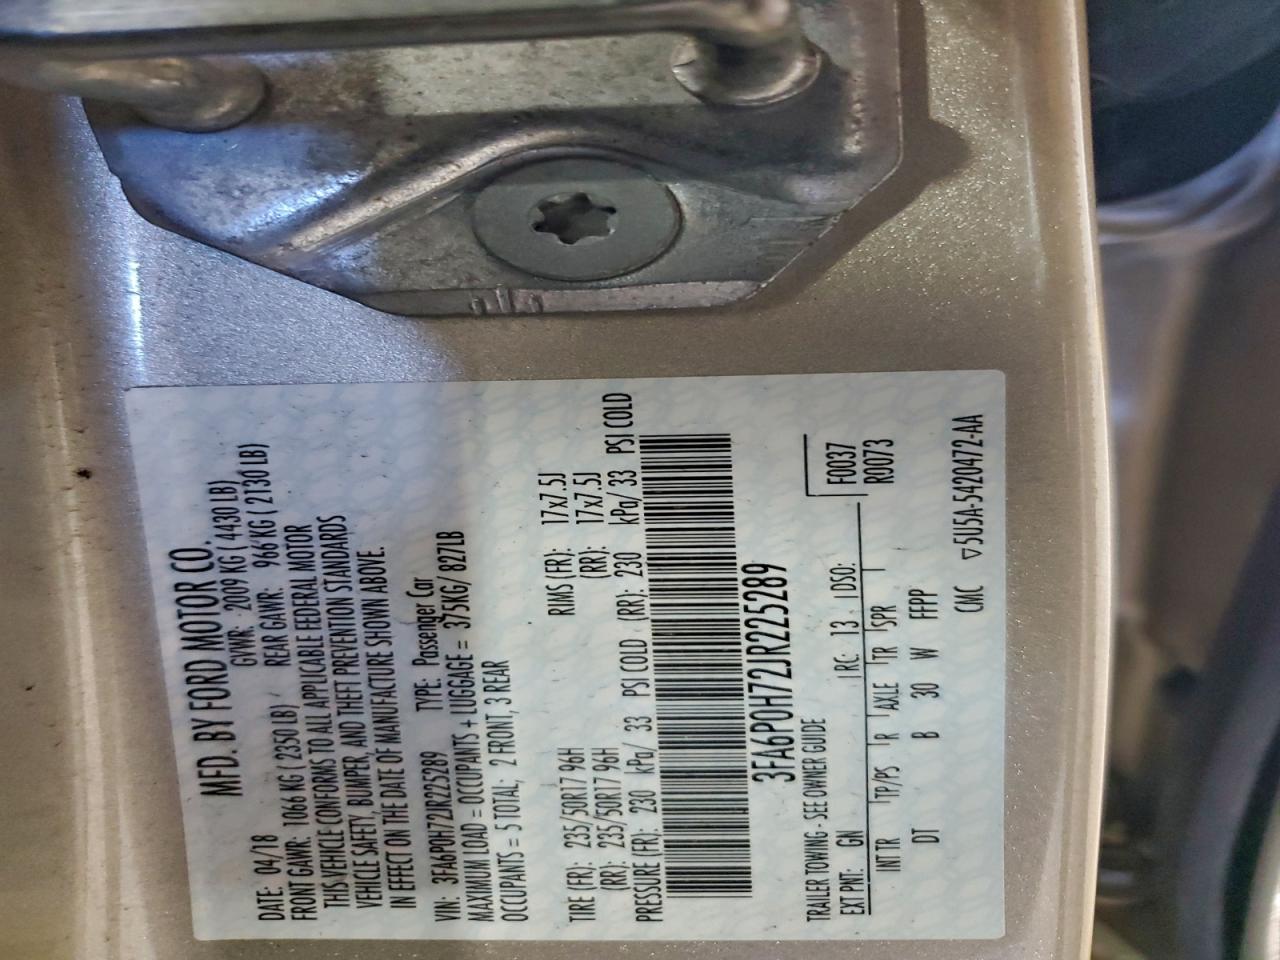 MFD. BY FORD MOTOR CO.
DATE: 04/18 GVWR: 2009 KG ( 4430 LB)
FRONT GAWR: 1066 KG ( 2350 LB) REAR GAWR: 966 KG ( 2130 LB)
THIS VEHICLE CONFORMS TO ALL APPLICABLE FEDERAL MOTOR
VEHICLE SAFETY, BUMPER, AND THEFT PREVENTION STANDARDS
IN EFFECT ON THE DATE OF MANUFACTURE SHOWN ABOVE.
VIN: 3FA6P0H72JR225289 TYPE: Passenger Car
MAXIMUM LOAD = OCCUPANTS + LUGGAGE = 375KG/ 827LB
OCCUPANTS = 5 TOTAL, 2 FRONT, 3 REAR
TIRE (FR): 235/50R17 96H RIMS (FR): 17x7.5J
(RR): 235/50R17 96H (RR): 17x7.5J
PRESSURE (FR): 230 kPa/ 33 PSI COLD (RR): 230 kPa/ 33 PSI COLD
3FA6P0H72JR225289
TRAILER TOWING - SEE OWNER GUIDE
F0037
EXT PNT: GN RC: 13 DSO: R0073
INT TR TP/PS R AXLE TR SPR
DT B 30 W FFPP
CMC ▽5U5A-5420472-AA